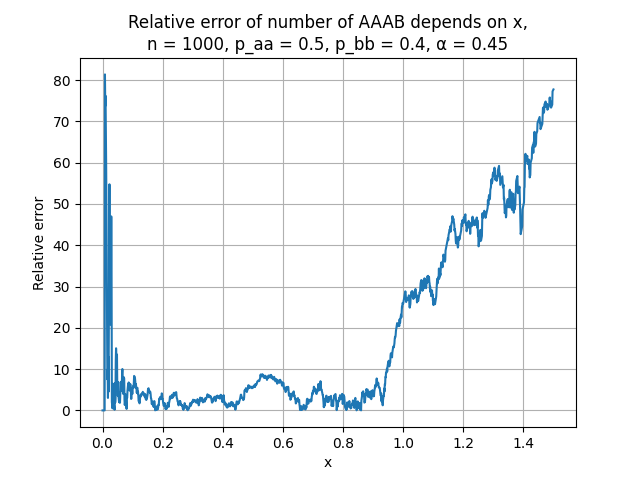 Relative error of number of AAAB depends on x,
n = 1000, p_aa = 0.5, p_bb = 0.4, α = 0.45
80
70
60
50
40
30
20
10
0
Relative error
0.0 0.2 0.4 0.6 0.8 1.0 1.2 1.4
x